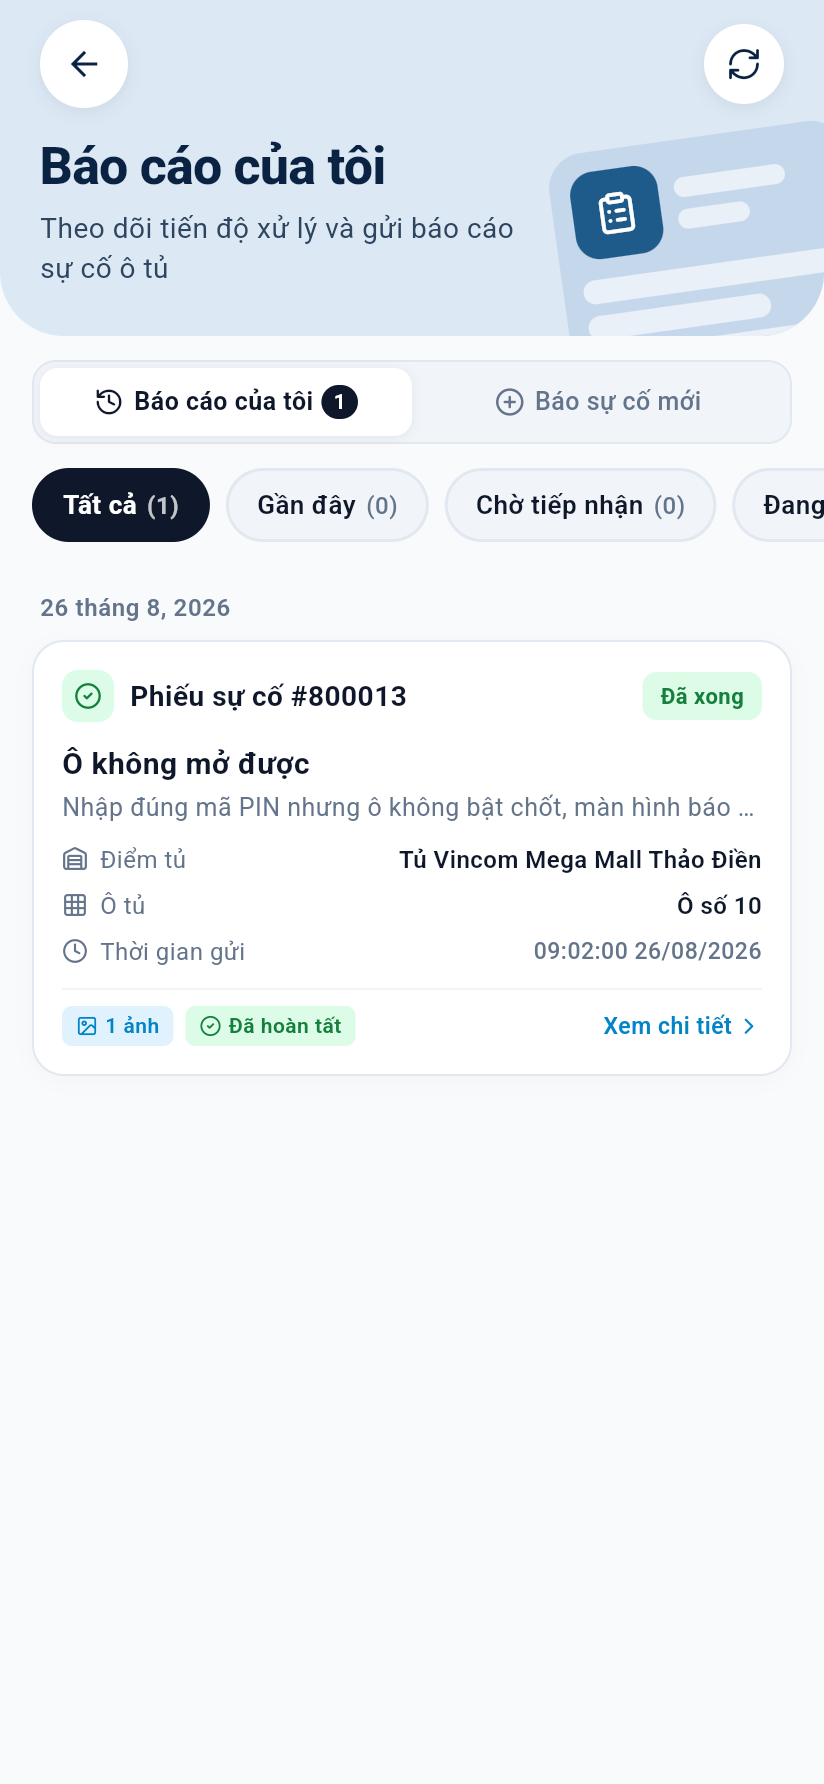 Báo cáo của tôi
Theo dõi tiến độ xử lý và gửi báo cáo
sự cố ô tủ
Báo cáo của tôi 1
Báo sự cố mới
Tất cả (1)
Gần đây (0)
Chờ tiếp nhận (0)
Đang
26 tháng 8, 2026
Phiếu sự cố #800013
Đã xong
Ô không mở được
Nhập đúng mã PIN nhưng ô không bật chốt, màn hình báo ...
Điểm tủ
Tủ Vincom Mega Mall Thảo Điền
Ô tủ
Ô số 10
Thời gian gửi
09:02:00 26/08/2026
1 ảnh
Đã hoàn tất
Xem chi tiết